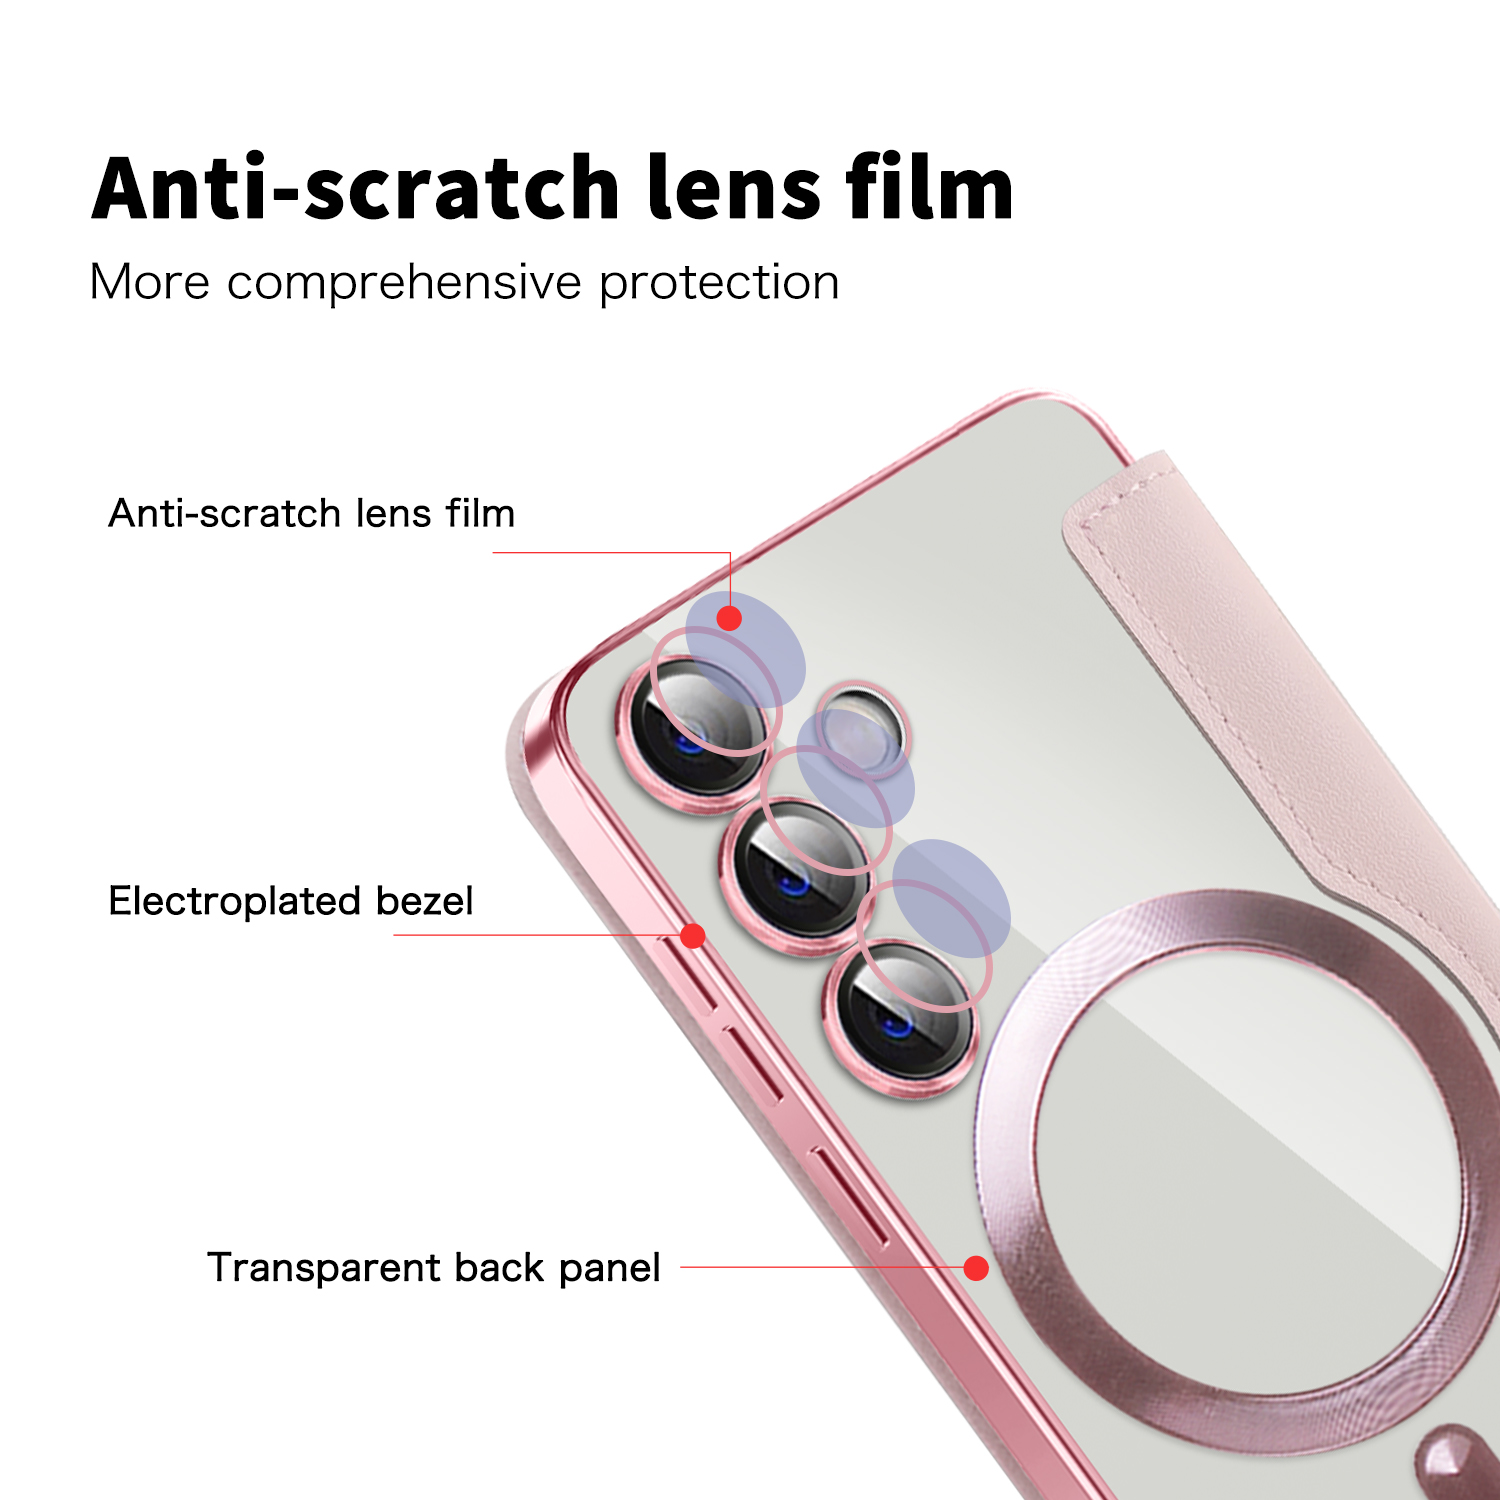 Anti-scratch lens film
More comprehensive protection
Anti-scratch lens film
Electroplated bezel
Transparent back panel